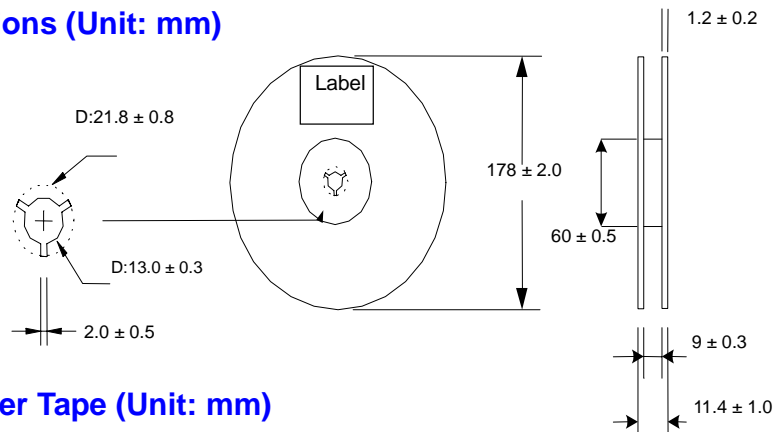 ons (Unit: mm)
1.2 ± 0.2
Label
D:21.8 ± 0.8
178 ± 2.0
60 ± 0.5
D:13.0 ± 0.3
2.0 ± 0.5
9 ± 0.3
11.4 ± 1.0
er Tape (Unit: mm)